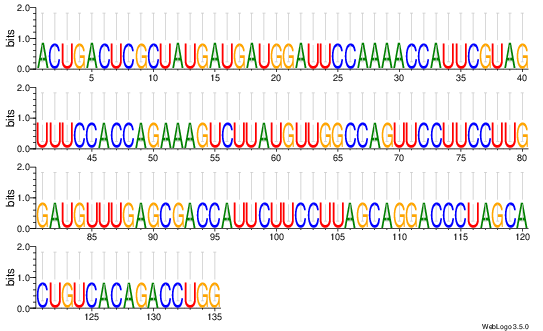 2.0
bits
1.0
ACUGACUCGCUAUGAUGAUGGAUUCCAAAACCAUUCGUAG
0.0
5 10 15 20 25 30 35 40
2.0
bits
1.0
UUUCCACCAGAAAGUCUUAUGUUGGCCAGUUCCUUCCUUG
0.0
45 50 55 60 65 70 75 80
2.0
bits
1.0
GAUGUUUGAGCGACCAUUCUUCCUUAGCAGGACCCUAGCA
0.0
85 90 95 100 105 110 115 120
2.0
bits
1.0
CUGUCACAGACCUGG
0.0
125 130 135
WebLogo 3.5.0